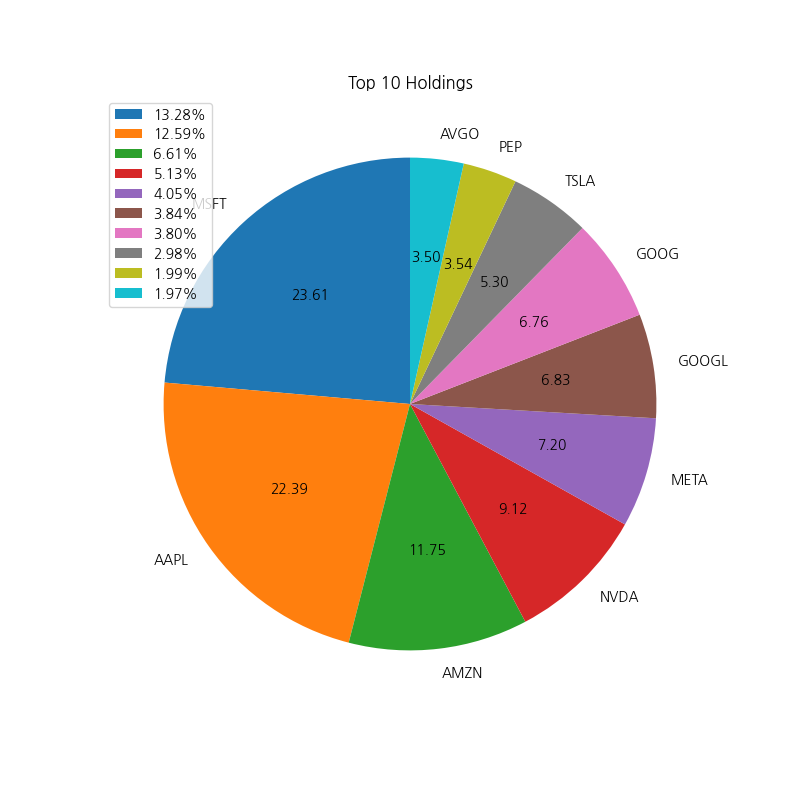 Top 10 Holdings
13.28%
12.59%
6.61%
5.13%
4.05%
3.84%
3.80%
2.98%
1.99%
1.97%
MSFT
AAPL
AMZN
NVDA
META
GOOGL
GOOG
TSLA
PEP
AVGO
23.61
22.39
11.75
9.12
7.20
6.83
6.76
5.30
3.54
3.50